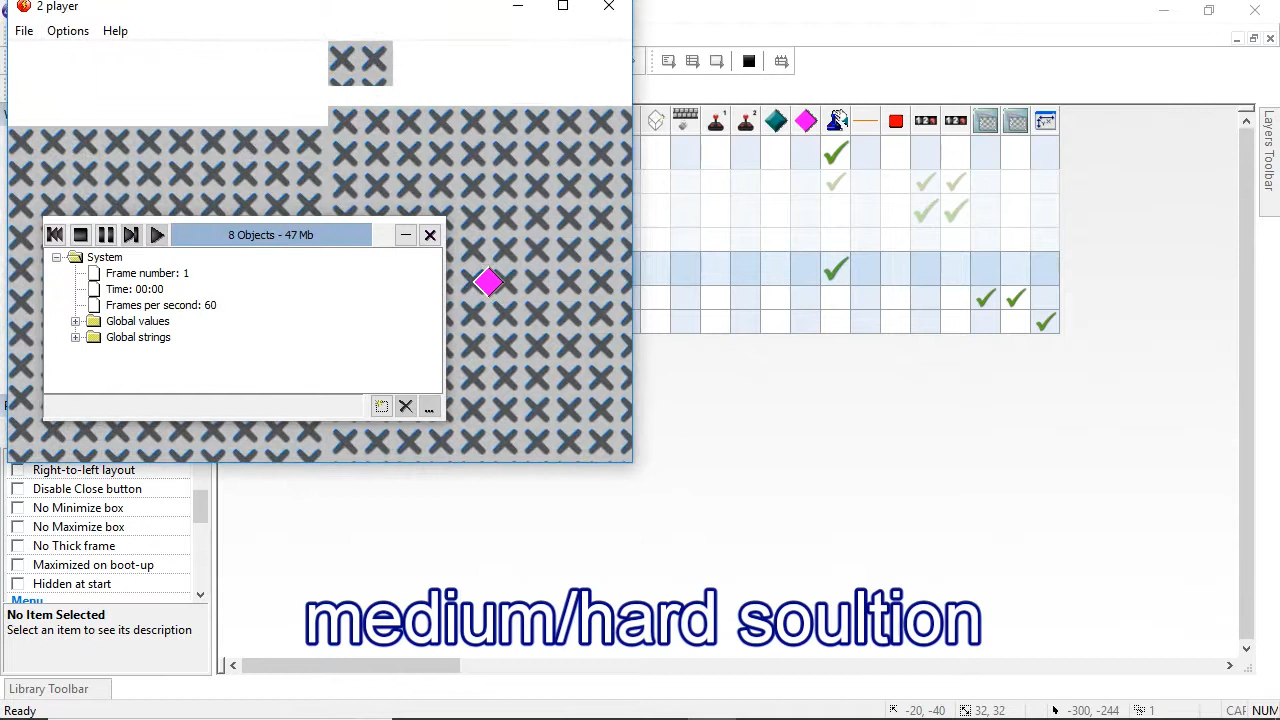 2 player
File Options Help
8 Objects - 47 Mb
System
Frame number: 1
Time: 00:00
Frames per second: 60
Global values
Global strings
Layers Toolbar
Right-to-left layout
Disable Close button
No Minimize box
No Maximize box
No Thick frame
Maximized on boot-up
Hidden at start
Menu
No Item Selected
Select an item to see its description
medium/hard soultion
Library Toolbar
Ready
-20, -40
32, 32
-300, -244
1
NUM